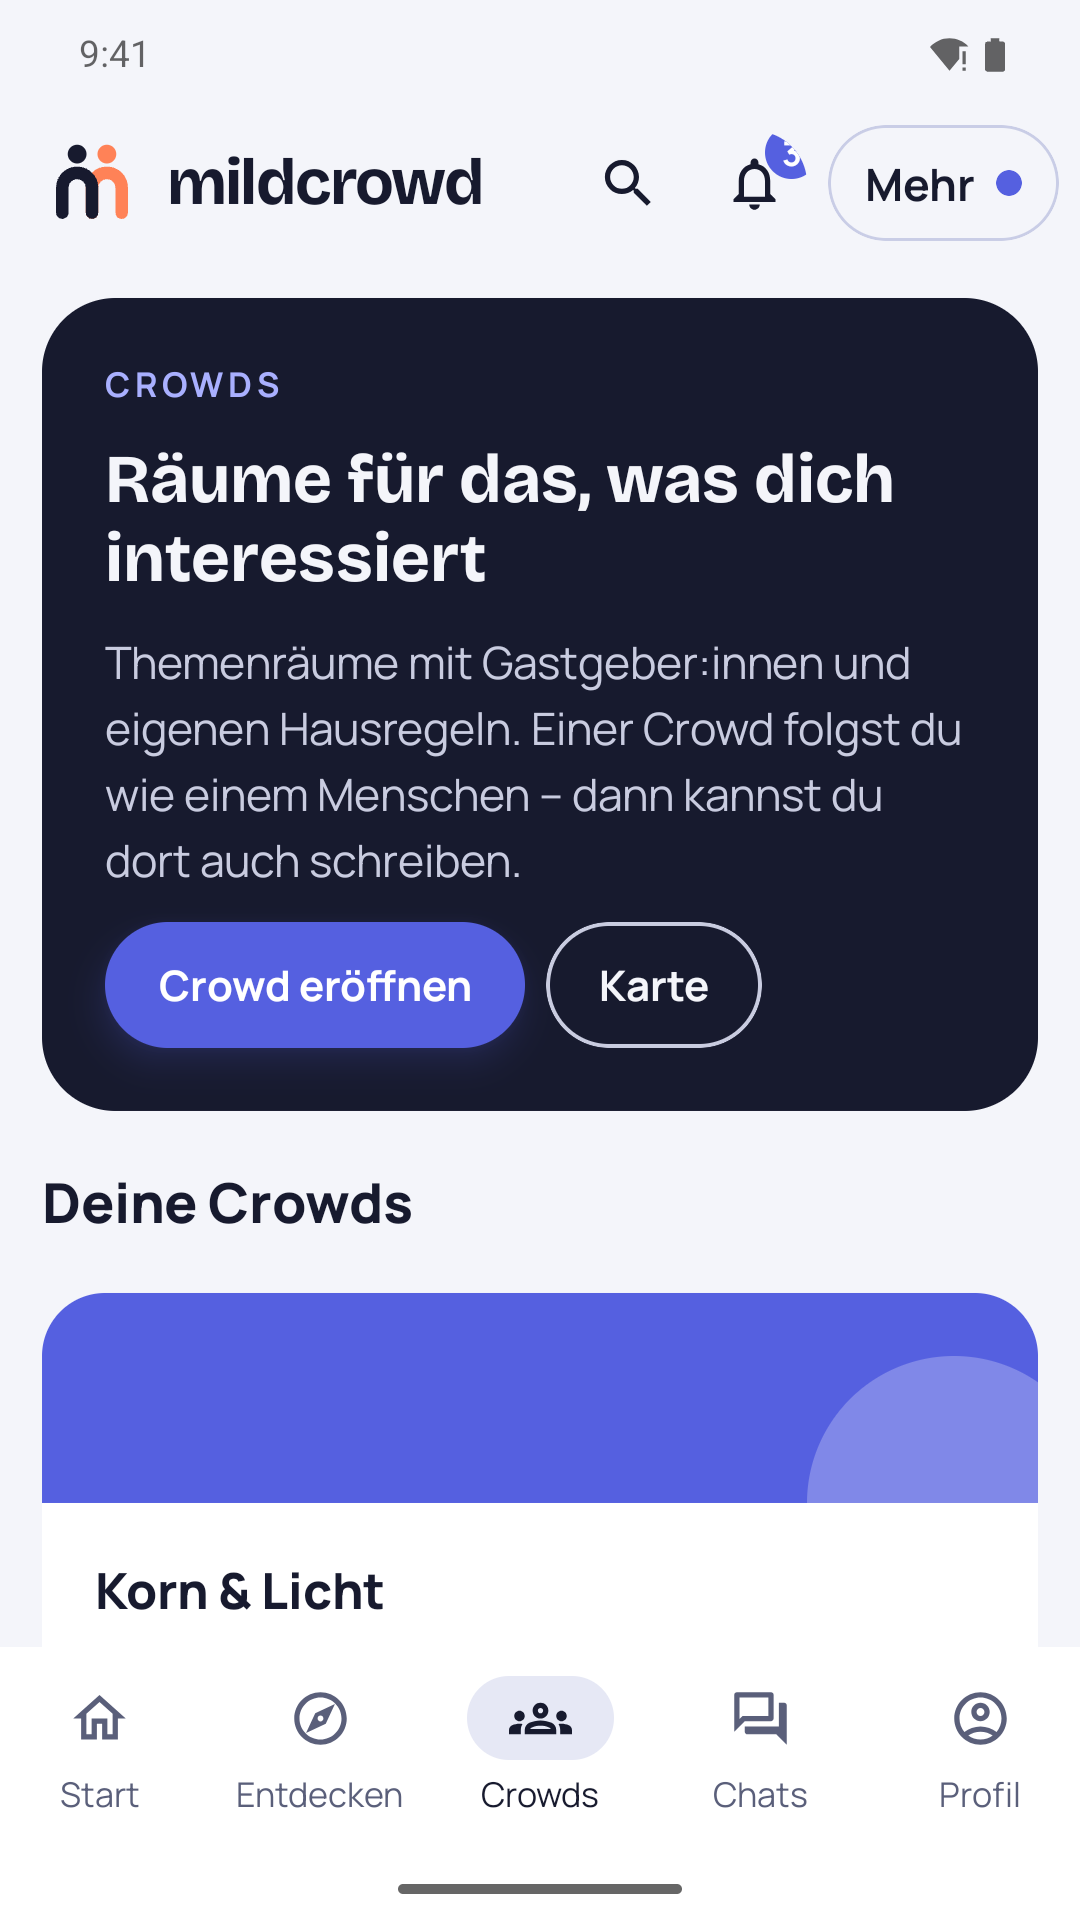 9:41
mildcrowd
3
Mehr
CROWDS
Räume für das, was dich
interessiert
Themenräume mit Gastgeber:innen und
eigenen Hausregeln. Einer Crowd folgst du
wie einem Menschen – dann kannst du
dort auch schreiben.
Crowd eröffnen
Karte
Deine Crowds
Korn & Licht
Start
Entdecken
Crowds
Chats
Profil